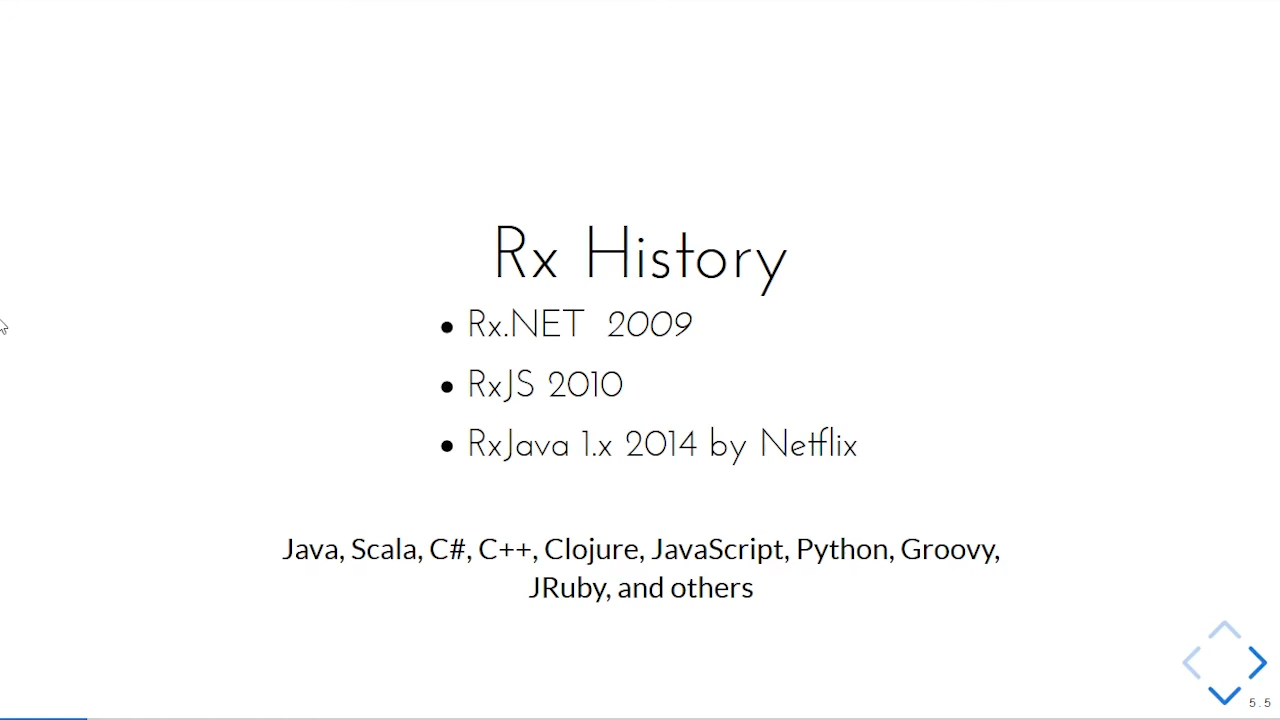 Rx History
Rx.NET 2009
RxJS 2010
RxJava 1.x 2014 by Netflix
Java, Scala, C#, C++, Clojure, JavaScript, Python, Groovy,
JRuby, and others
5.5